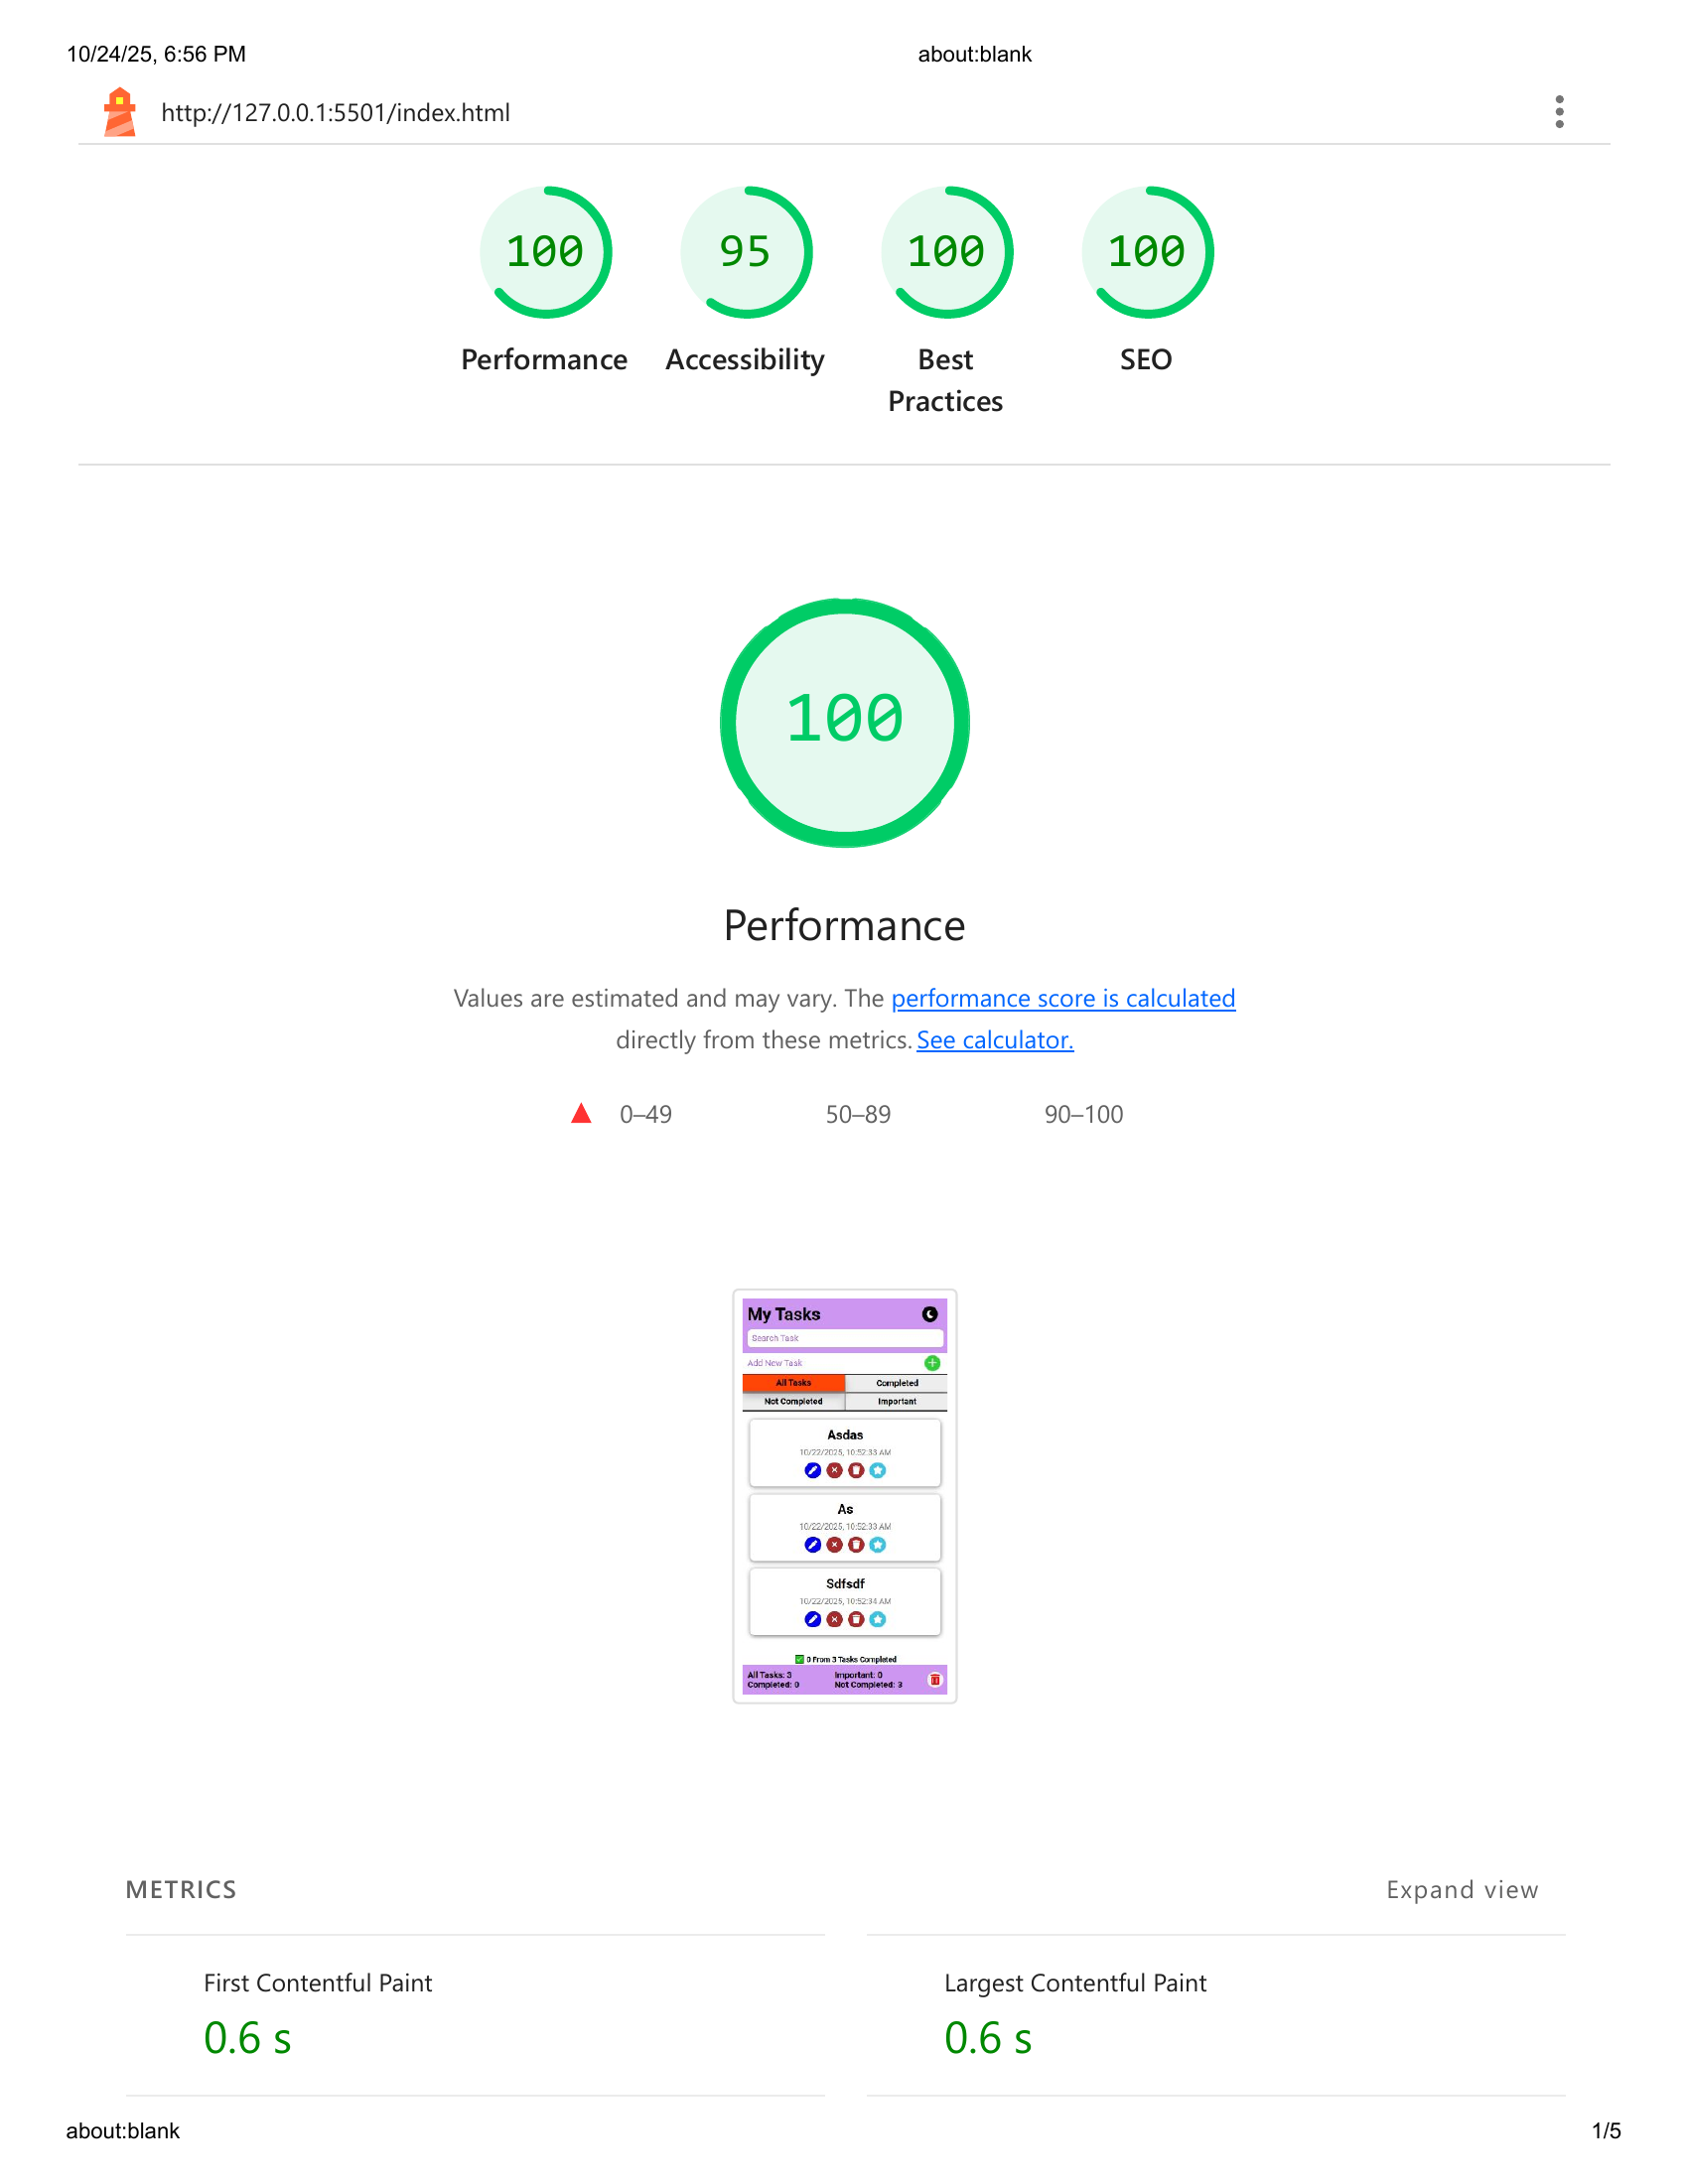 10/24/25, 6:56 PM about:blank
http://127.0.0.1:5501/index.html
100 95 100 100
Performance Accessibility Best Practices SEO
100
Performance
Values are estimated and may vary. The performance score is calculated
directly from these metrics. See calculator.
0–49 50–89 90–100
My Tasks
Search Task
Add New Task
All Tasks Completed
Not Completed Important
Asdas
10/22/2025, 10:52:33 AM
As
10/22/2025, 10:52:33 AM
Sdfsdf
10/22/2025, 10:52:34 AM
0 From 3 Tasks Completed
All Tasks: 3 Important: 0
Completed: 0 Not Completed: 3
METRICS Expand view
First Contentful Paint Largest Contentful Paint
0.6 s 0.6 s
about:blank 1/5